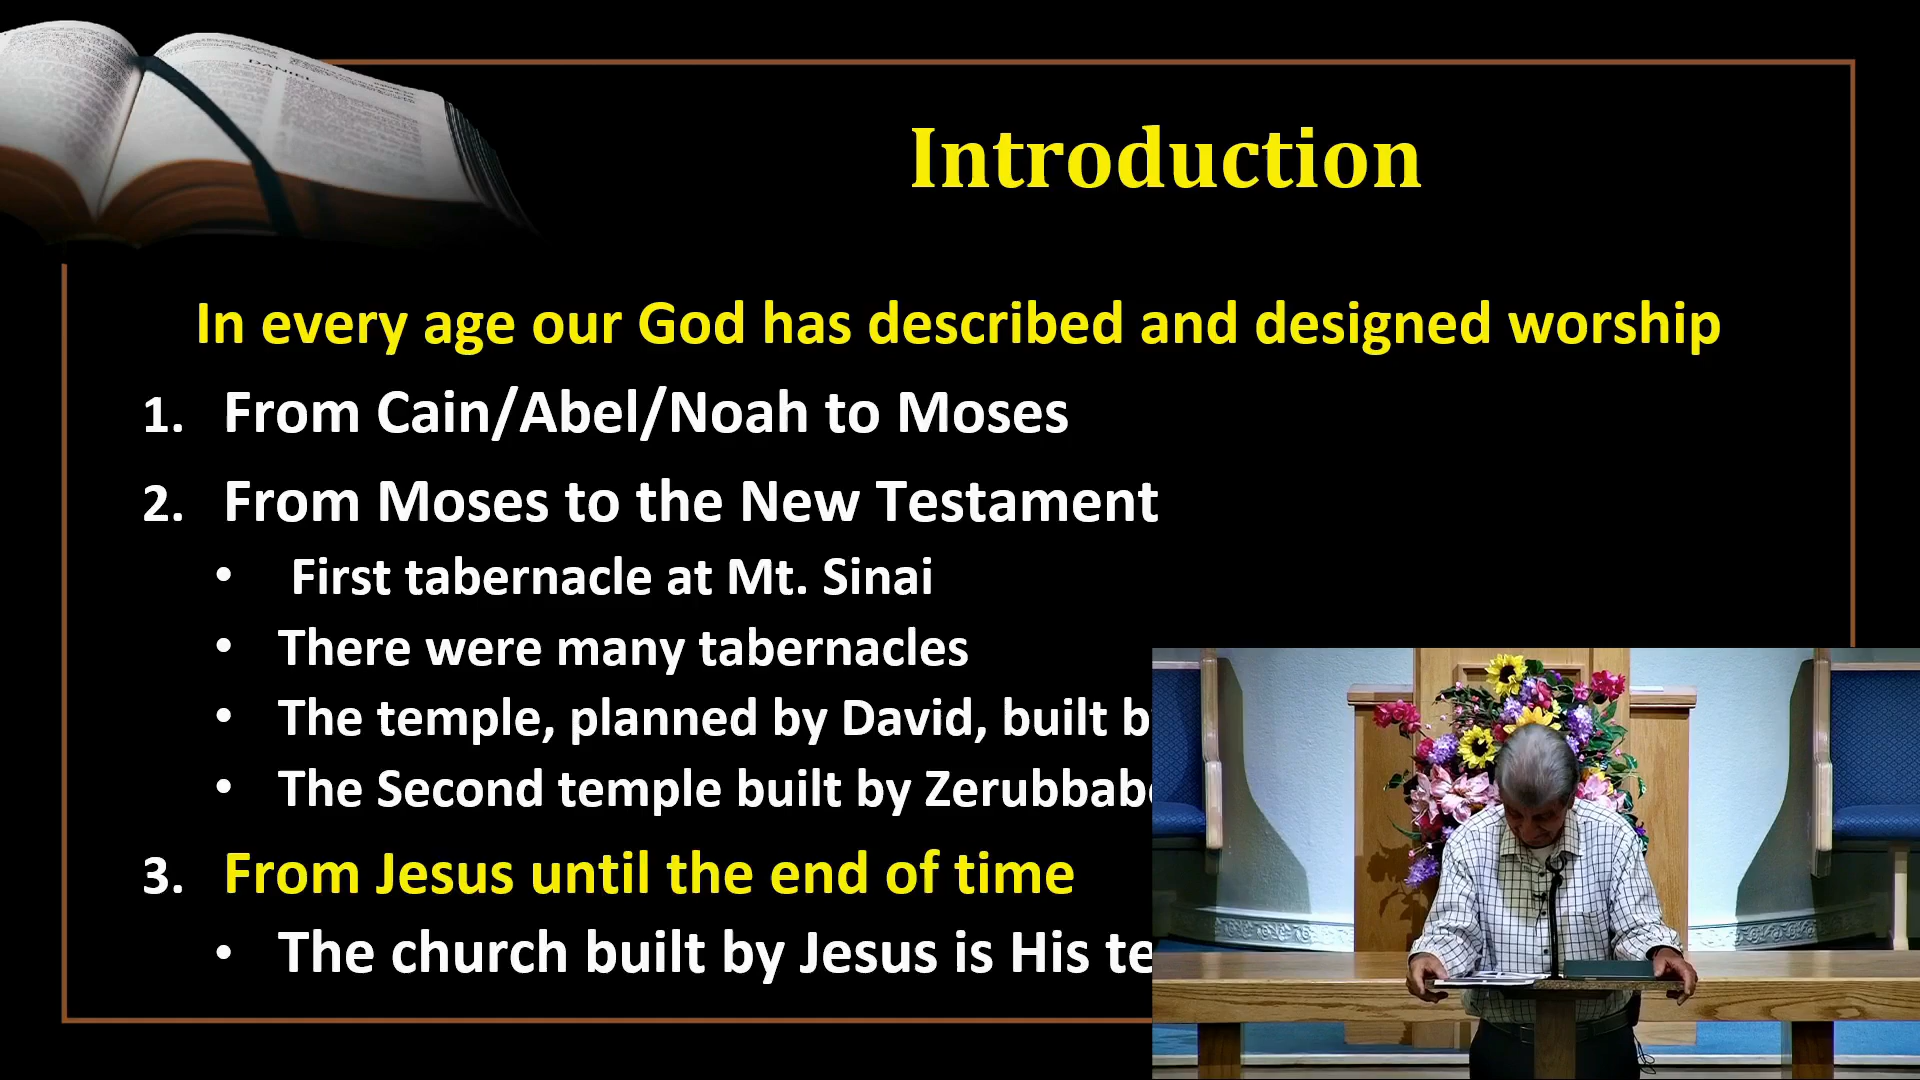 DANIEL
Introduction
In every age our God has described and designed worship
1. From Cain/Abel/Noah to Moses
2. From Moses to the New Testament
• First tabernacle at Mt. Sinai
• There were many tabernacles
• The temple, planned by David, built
• The Second temple built by
3. From Jesus until the end of time
• The church built by Jesus is His